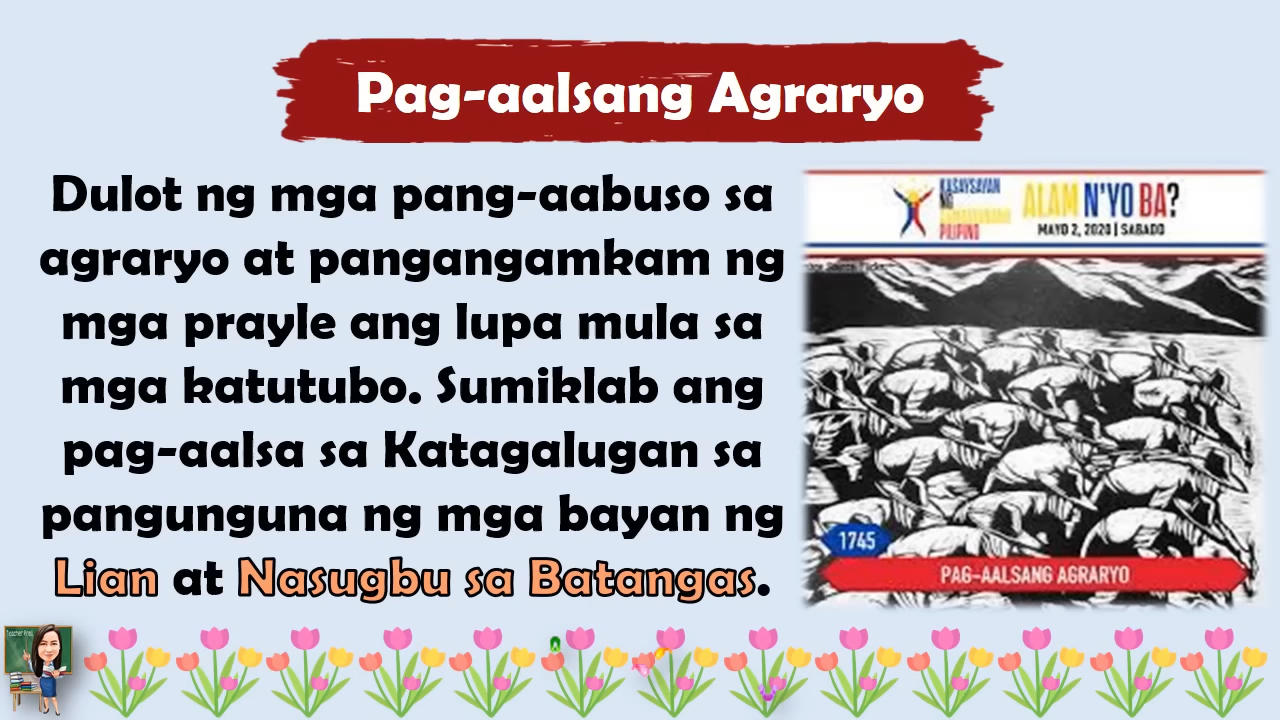 Pag-aalsang Agraryo
Dulot ng mga pang-aabuso sa
agraryo at pangangamkam ng
mga prayle ang lupa mula sa
mga katutubo. Sumiklab ang
pag-aalsa sa Katagalugan sa
pangunguna ng mga bayan ng
Lian at Nasugbu sa Batangas.
KASAYSAYAN
NG
PILIPINO
ALAM N'YO BA?
MAYO 2, 2020 | SABADO
1745
PAG-AALSANG AGRARYO